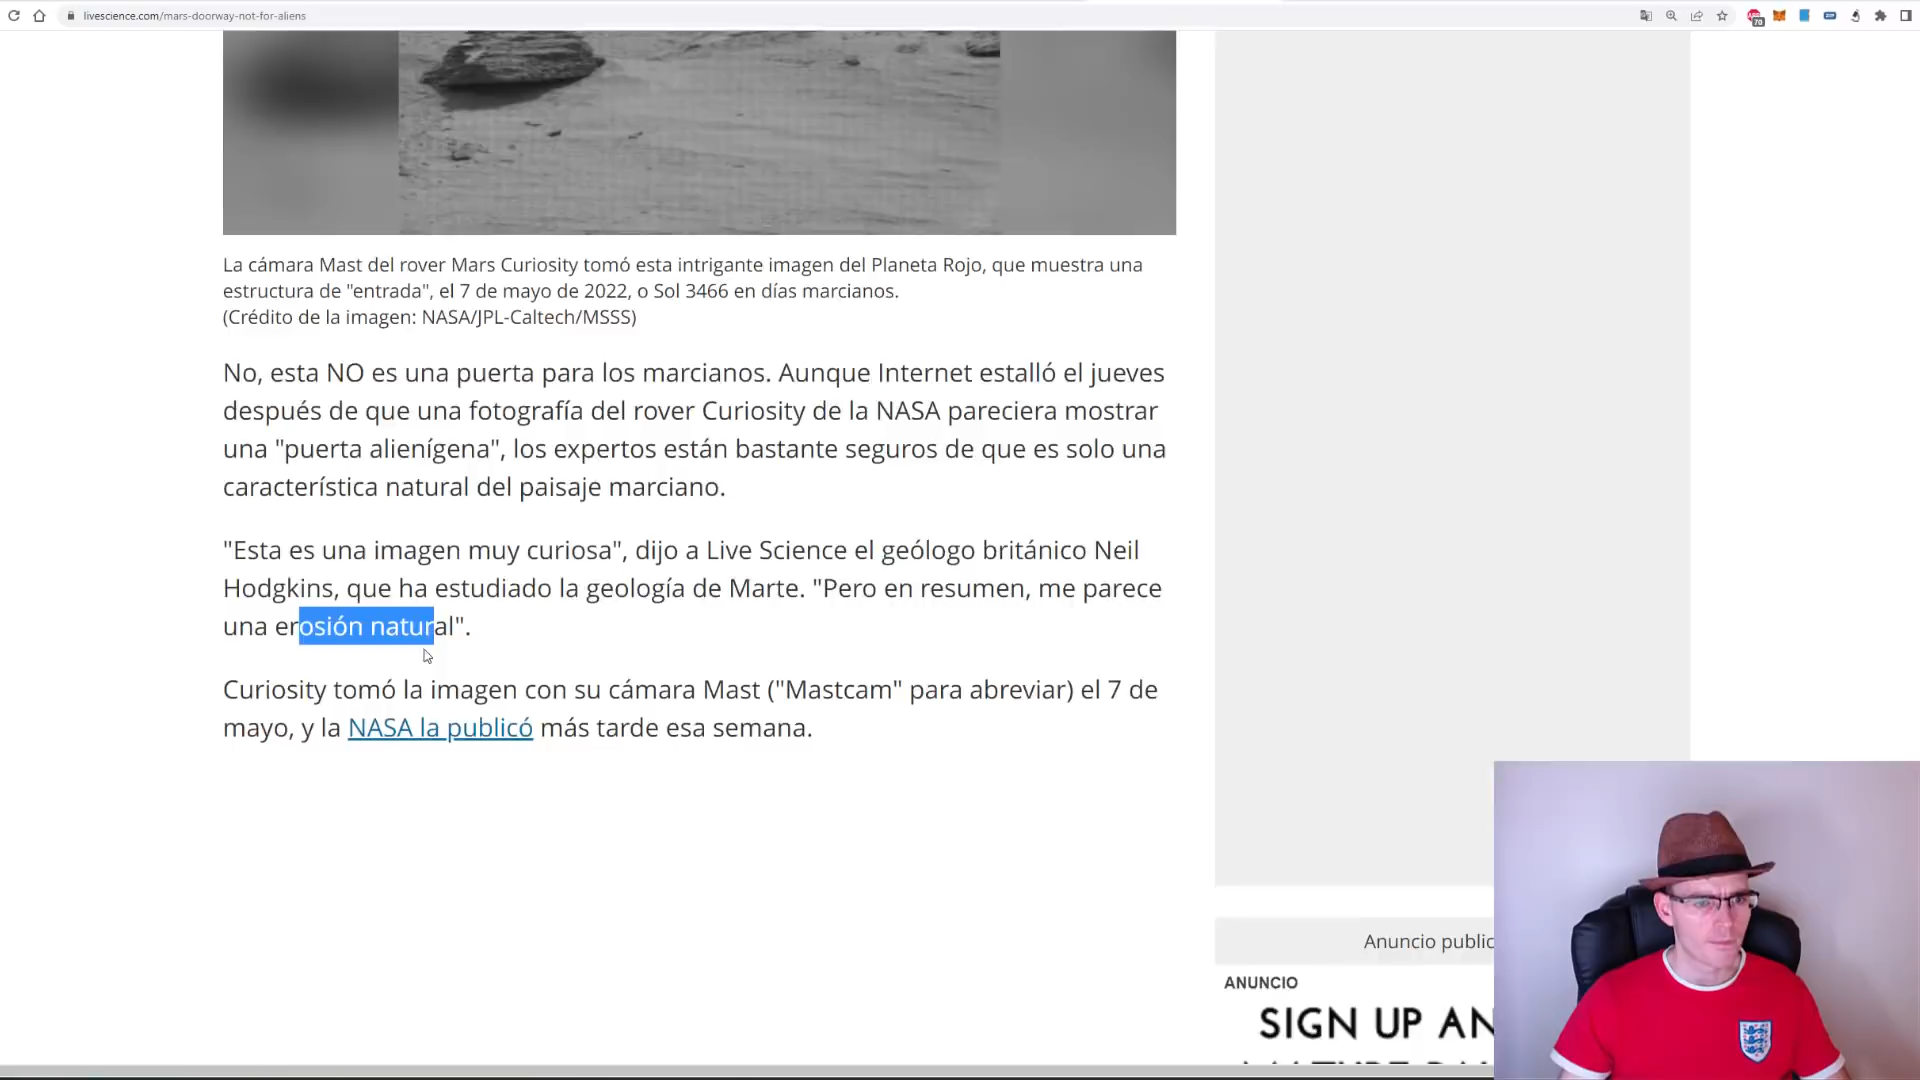 livescience.com/mars-doorway-not-for-aliens
70
ZIP
La cámara Mast del rover Mars Curiosity tomó esta intrigante imagen del Planeta Rojo, que muestra una
estructura de "entrada", el 7 de mayo de 2022, o Sol 3466 en días marcianos.
(Crédito de la imagen: NASA/JPL-Caltech/MSSS)
No, esta NO es una puerta para los marcianos. Aunque Internet estalló el jueves
después de que una fotografía del rover Curiosity de la NASA pareciera mostrar
una "puerta alienígena", los expertos están bastante seguros de que es solo una
característica natural del paisaje marciano.
"Esta es una imagen muy curiosa", dijo a Live Science el geólogo británico Neil
Hodgkins, que ha estudiado la geología de Marte. "Pero en resumen, me parece
una erosión natural".
Curiosity tomó la imagen con su cámara Mast ("Mastcam" para abreviar) el 7 de
mayo, y la NASA la publicó más tarde esa semana.
Anuncio public
ANUNCIO
SIGN UP AN